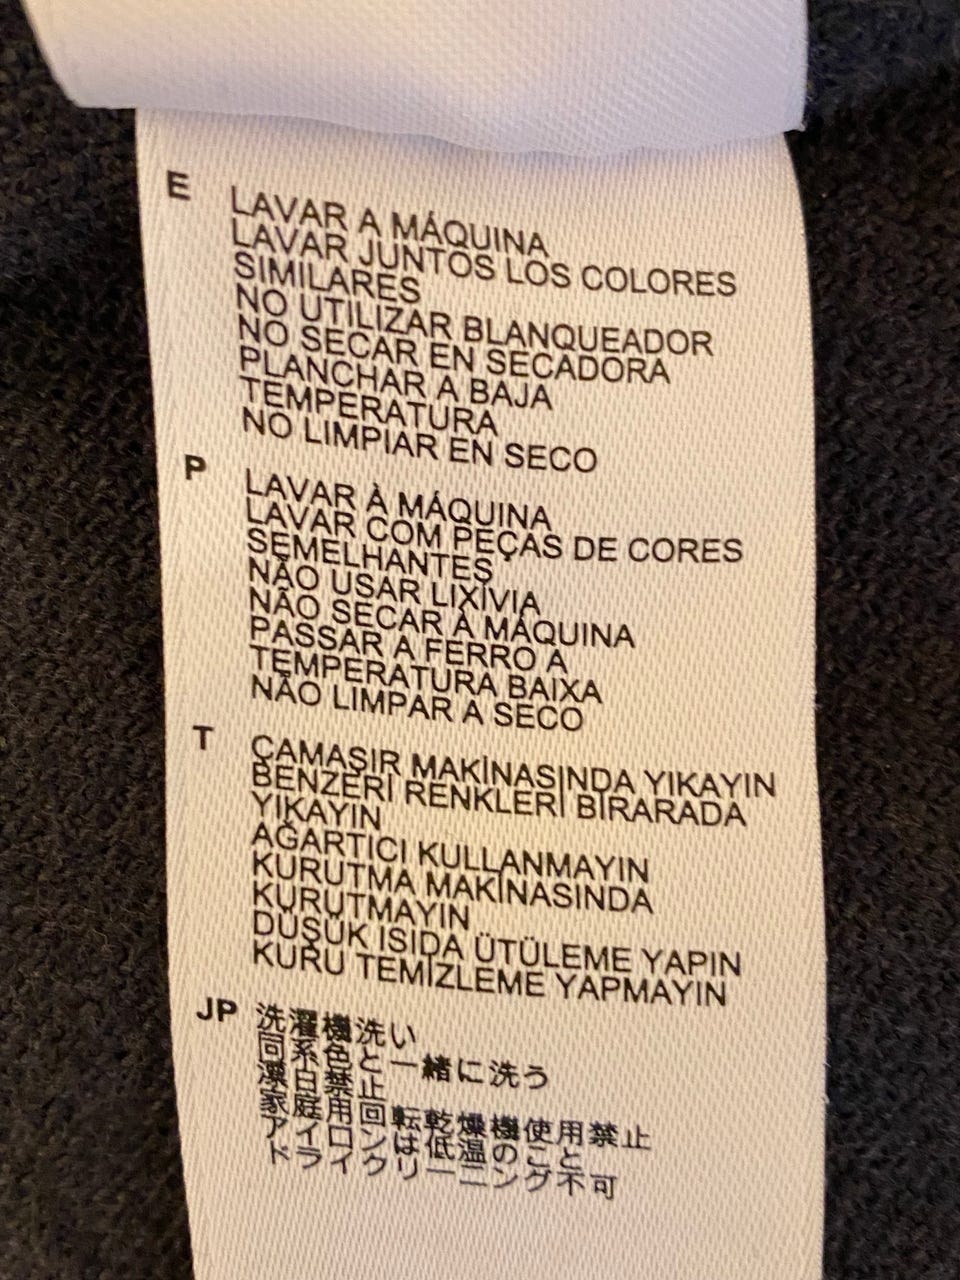 E
LAVAR A MÁQUINA
LAVAR JUNTOS LOS COLORES
SIMILARES
NO UTILIZAR BLANQUEADOR
NO SECAR EN SECADORA
PLANCHAR A BAJA
TEMPERATURA
NO LIMPIAR EN SECO
P
LAVAR À MÁQUINA
LAVAR COM PEÇAS DE CORES
SEMELHANTES
NÃO USAR LIXÍVIA
NÃO SECAR À MÁQUINA
PASSAR A FERRO A
TEMPERATURA BAIXA
NÃO LIMPAR A SECO
T
ÇAMAŞIR MAKİNASINDA YIKAYIN
BENZERİ RENKLERİ BİRARADA
YIKAYIN
AĞARTICI KULLANMAYIN
KURUTMA MAKİNASINDA
KURUTMAYIN
DÜŞÜK ISIDA ÜTÜLEME YAPIN
KURU TEMİZLEME YAPMAYIN
JP
洗濯機洗い
同系色と一緒に洗う
漂白禁止
家庭用回転乾燥機使用禁止
アイロンは低温のこと
ドライクリーニング不可